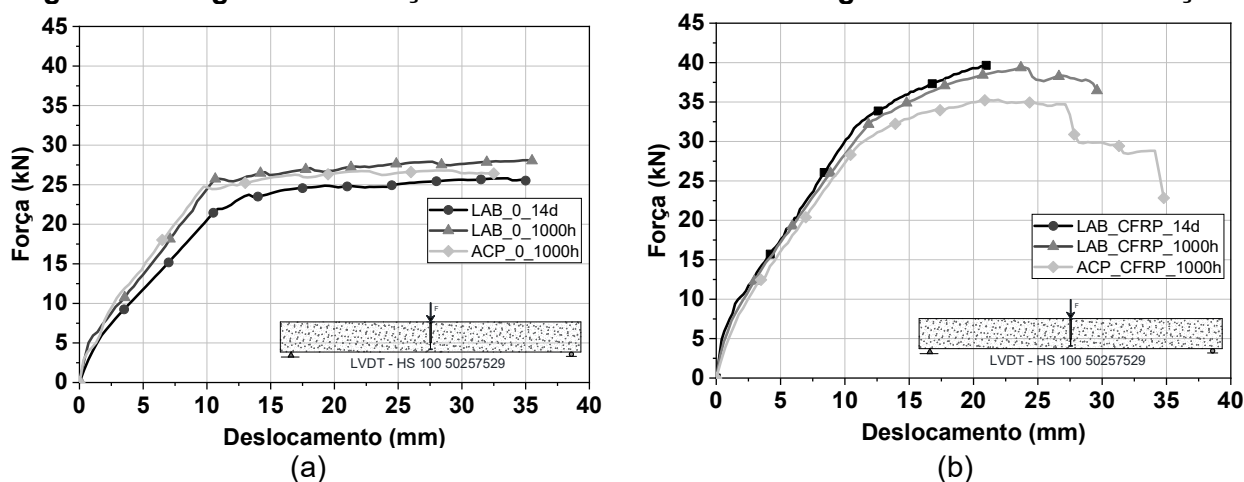 45
40
35
30
25
20
15
10
5
0
Força (kN)
LAB_0_14d
LAB_0_1000h
ACP_0_1000h
F
LVDT - HS 100 50257529
0 5 10 15 20 25 30 35 40
Deslocamento (mm)
(a)
45
40
35
30
25
20
15
10
5
0
Força (kN)
LAB_CFRP_14d
LAB_CFRP_1000h
ACP_CFRP_1000h
F
LVDT - HS 100 50257529
0 5 10 15 20 25 30 35 40
Deslocamento (mm)
(b)